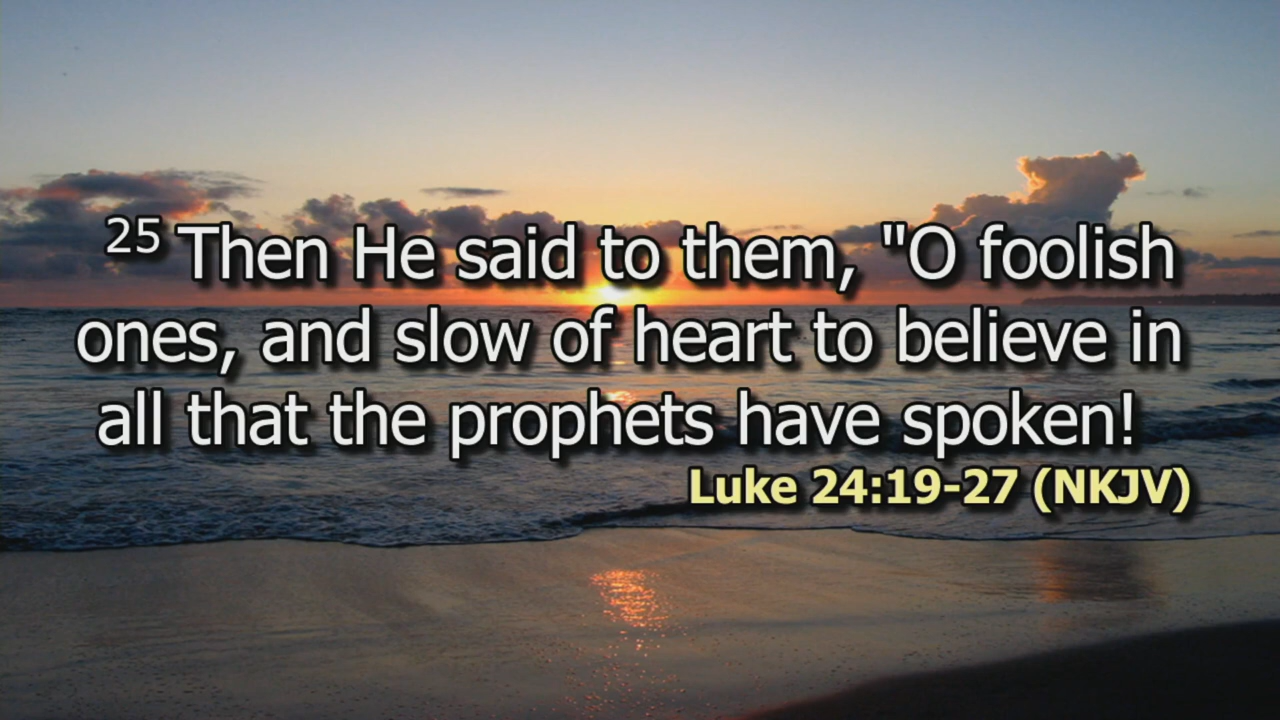 25 Then He said to them, "O foolish
ones, and slow of heart to believe in
all that the prophets have spoken!
Luke 24:19-27 (NKJV)